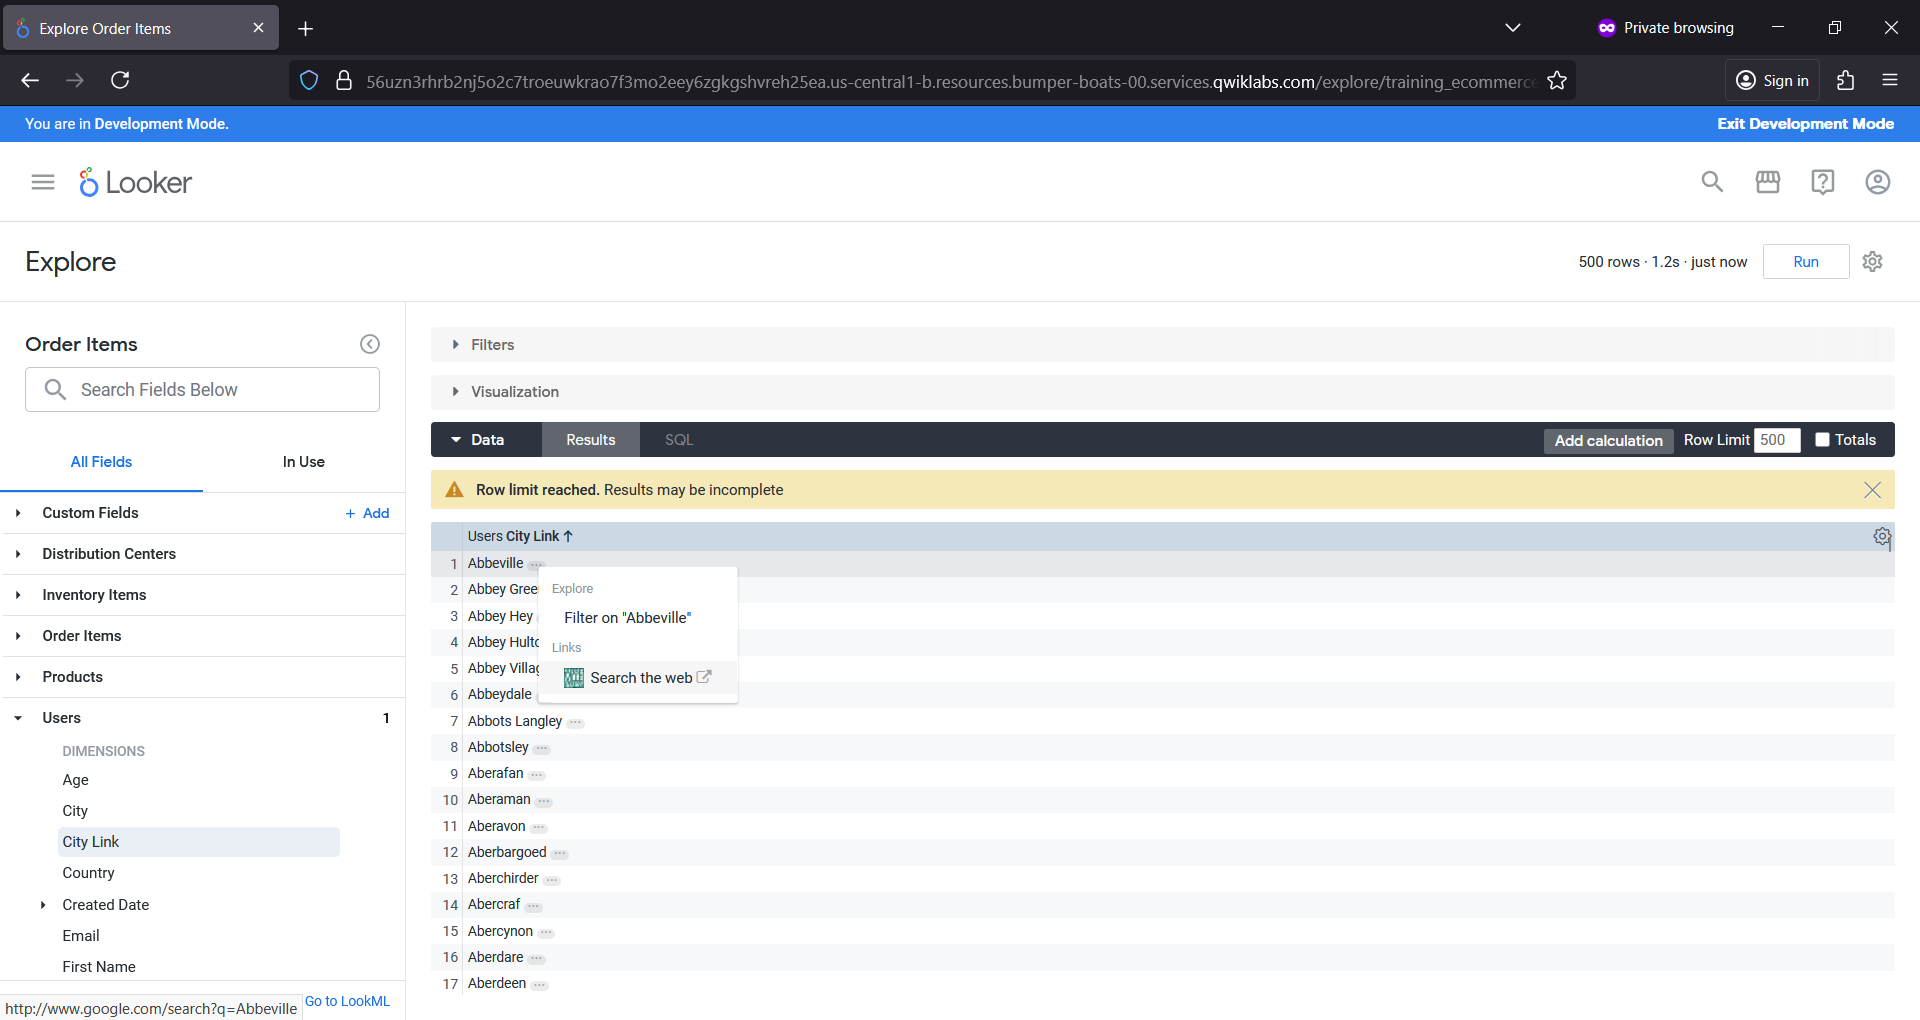 Explore Order Items
Private browsing
56uzn3rhrb2nj5o2c7troeuwkrao7f3mo2eey6zgkgshvreh25ea.us-central1-b.resources.bumper-boats-00.services.qwiklabs.com/explore/training_ecommerce
Sign in
You are in Development Mode.
Exit Development Mode
Looker
Explore
500 rows · 1.2s · just now
Run
Order Items
Search Fields Below
All Fields
In Use
Custom Fields
+ Add
Distribution Centers
Inventory Items
Order Items
Products
Users 1
DIMENSIONS
Age
City
City Link
Country
Created Date
Email
First Name
http://www.google.com/search?q=Abbeville
Go to LookML
Filters
Visualization
Data
Results
SQL
Add calculation
Row Limit 500
Totals
Row limit reached. Results may be incomplete
Users City Link ↑
1 Abbeville
2 Abbey Gree
3 Abbey Hey
4 Abbey Hulto
5 Abbey Villag
6 Abbeydale
7 Abbots Langley
8 Abbotsley
9 Aberafan
10 Aberaman
11 Aberavon
12 Aberbargoed
13 Aberchirder
14 Abercraf
15 Abercynon
16 Aberdare
17 Aberdeen
Explore
Filter on "Abbeville"
Links
Search the web